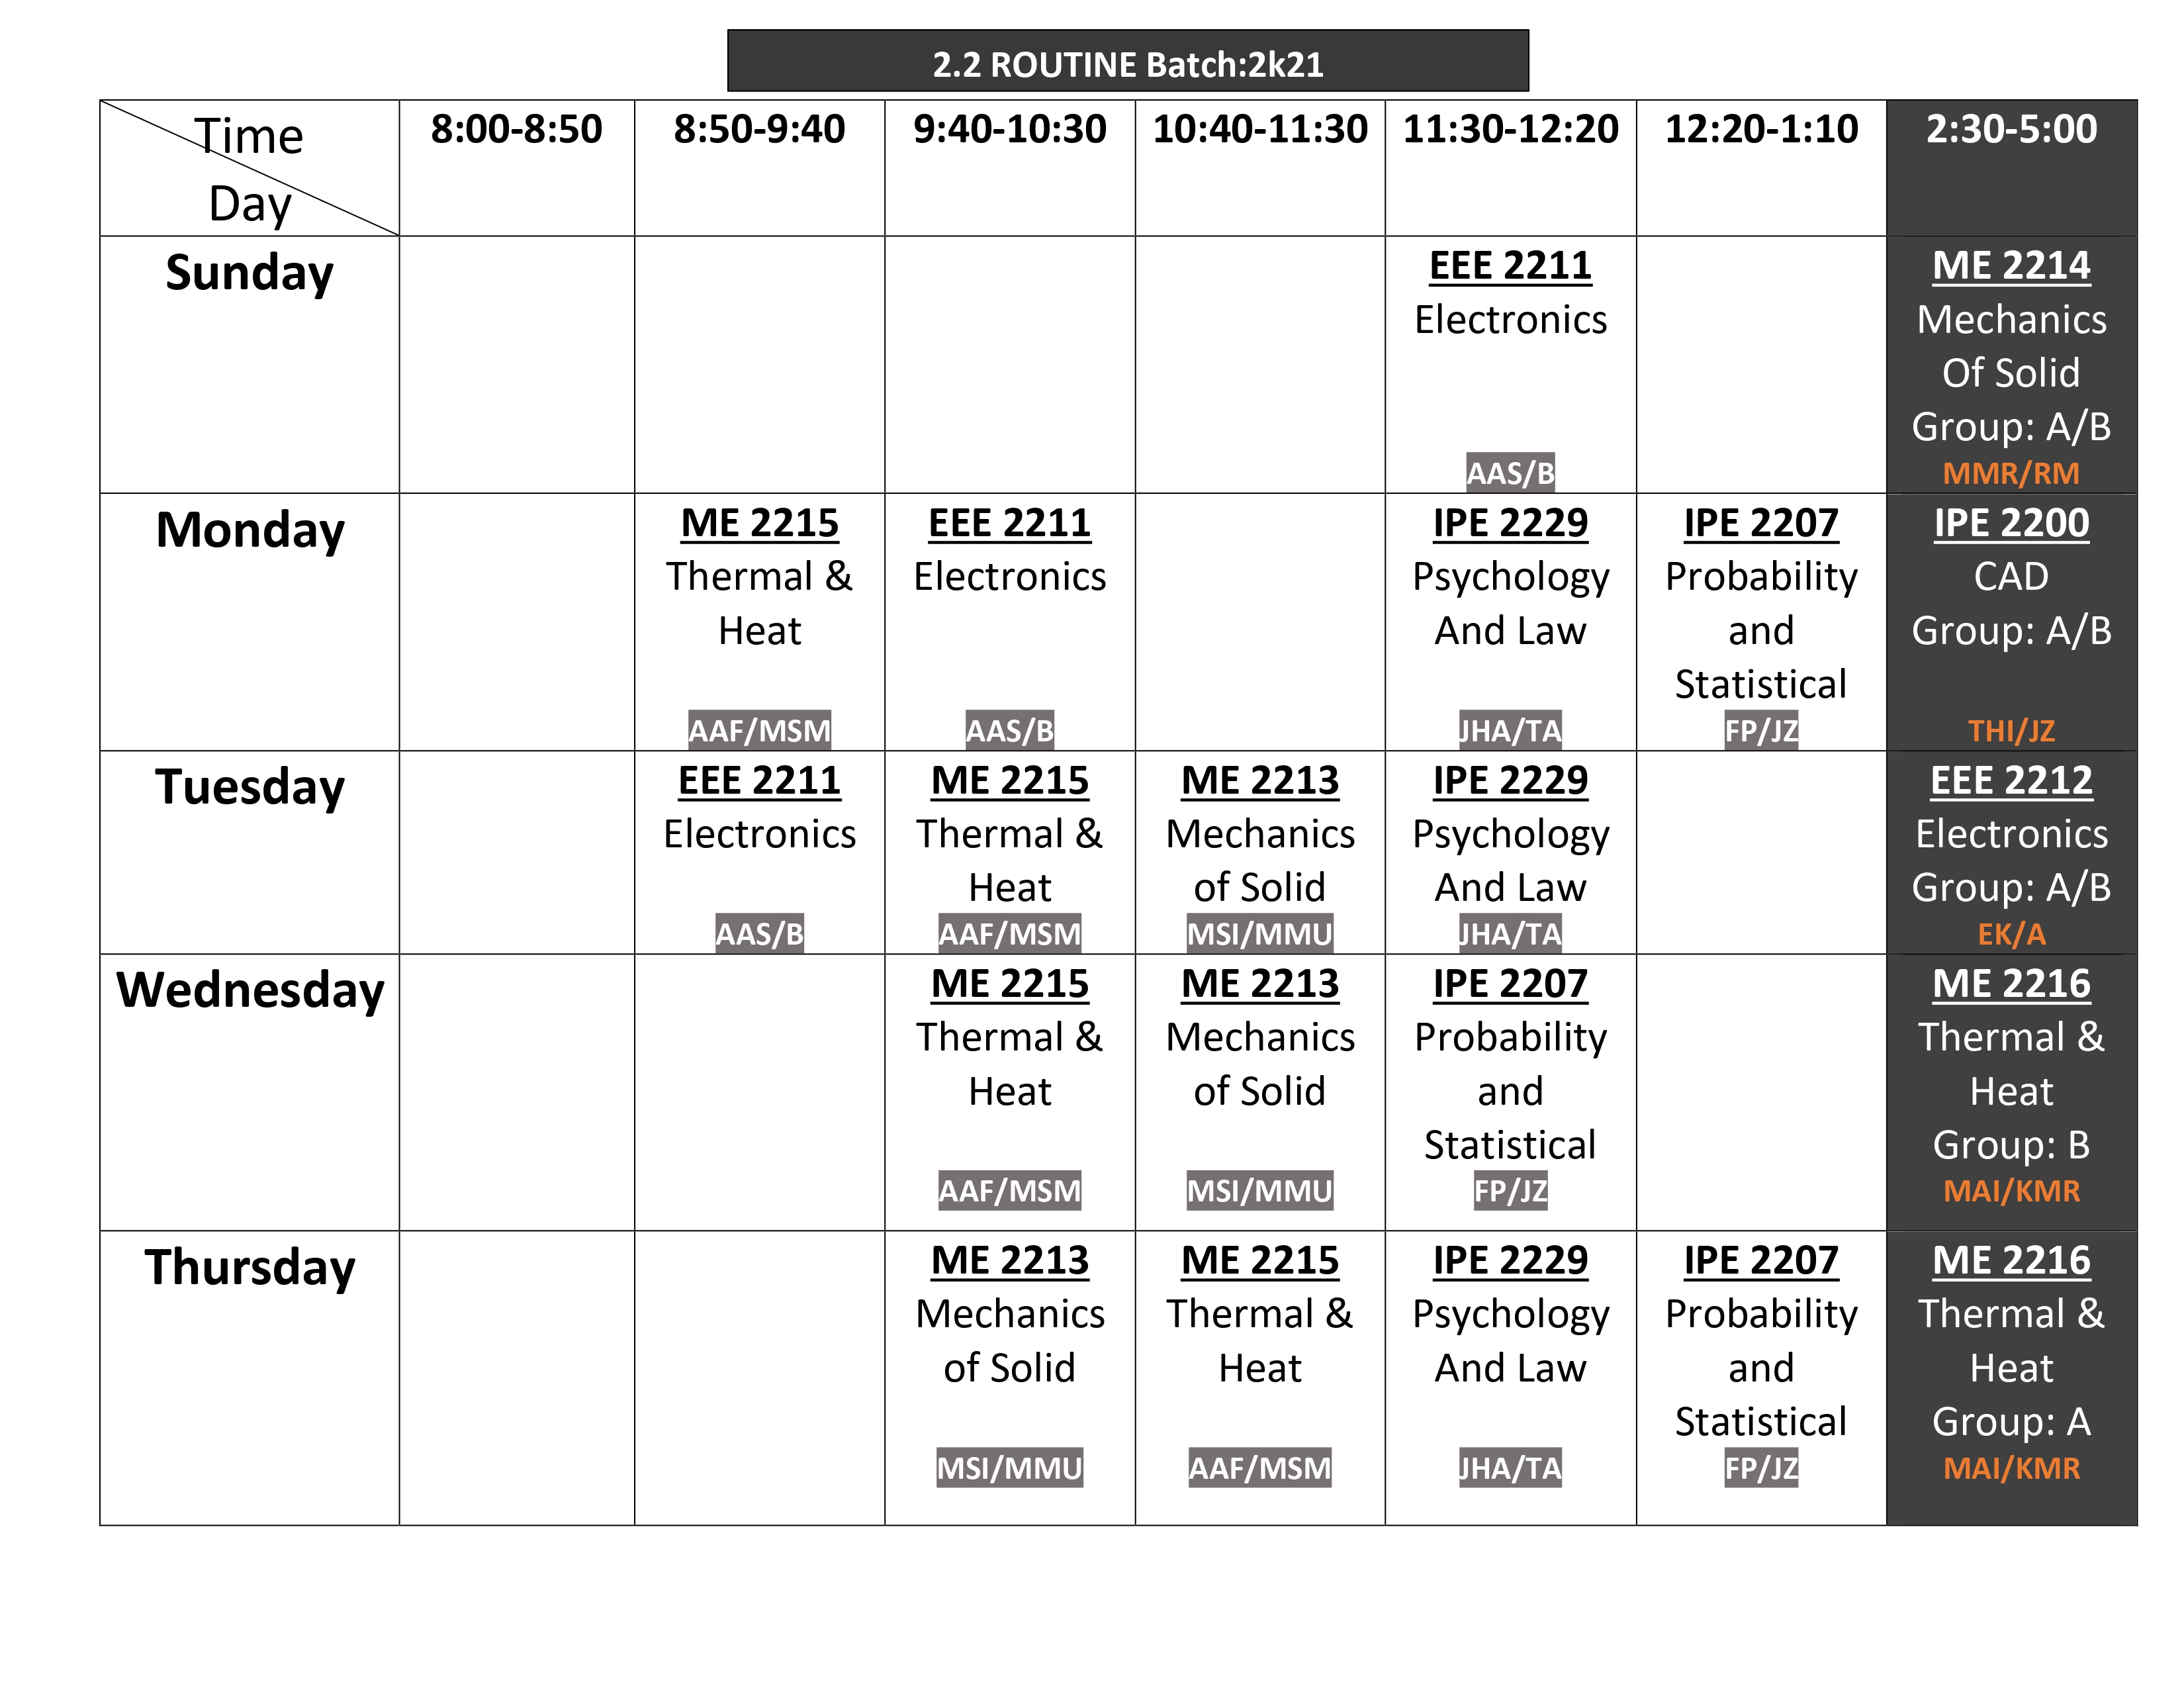 2.2 ROUTINE Batch:2k21
Time
Day
8:00-8:50
8:50-9:40
9:40-10:30
10:40-11:30
11:30-12:20
12:20-1:10
2:30-5:00
Sunday
EEE 2211
Electronics
AAS/B
ME 2214
Mechanics
Of Solid
Group: A/B
MMR/RM
Monday
ME 2215
Thermal &
Heat
AAF/MSM
EEE 2211
Electronics
AAS/B
IPE 2229
Psychology
And Law
JHA/TA
IPE 2207
Probability
and
Statistical
FP/JZ
IPE 2200
CAD
Group: A/B
THI/JZ
Tuesday
EEE 2211
Electronics
AAS/B
ME 2215
Thermal &
Heat
AAF/MSM
ME 2213
Mechanics
of Solid
MSI/MMU
IPE 2229
Psychology
And Law
JHA/TA
EEE 2212
Electronics
Group: A/B
EK/A
Wednesday
ME 2215
Thermal &
Heat
AAF/MSM
ME 2213
Mechanics
of Solid
MSI/MMU
IPE 2207
Probability
and
Statistical
FP/JZ
ME 2216
Thermal &
Heat
Group: B
MAI/KMR
Thursday
ME 2213
Mechanics
of Solid
MSI/MMU
ME 2215
Thermal &
Heat
AAF/MSM
IPE 2229
Psychology
And Law
JHA/TA
IPE 2207
Probability
and
Statistical
FP/JZ
ME 2216
Thermal &
Heat
Group: A
MAI/KMR